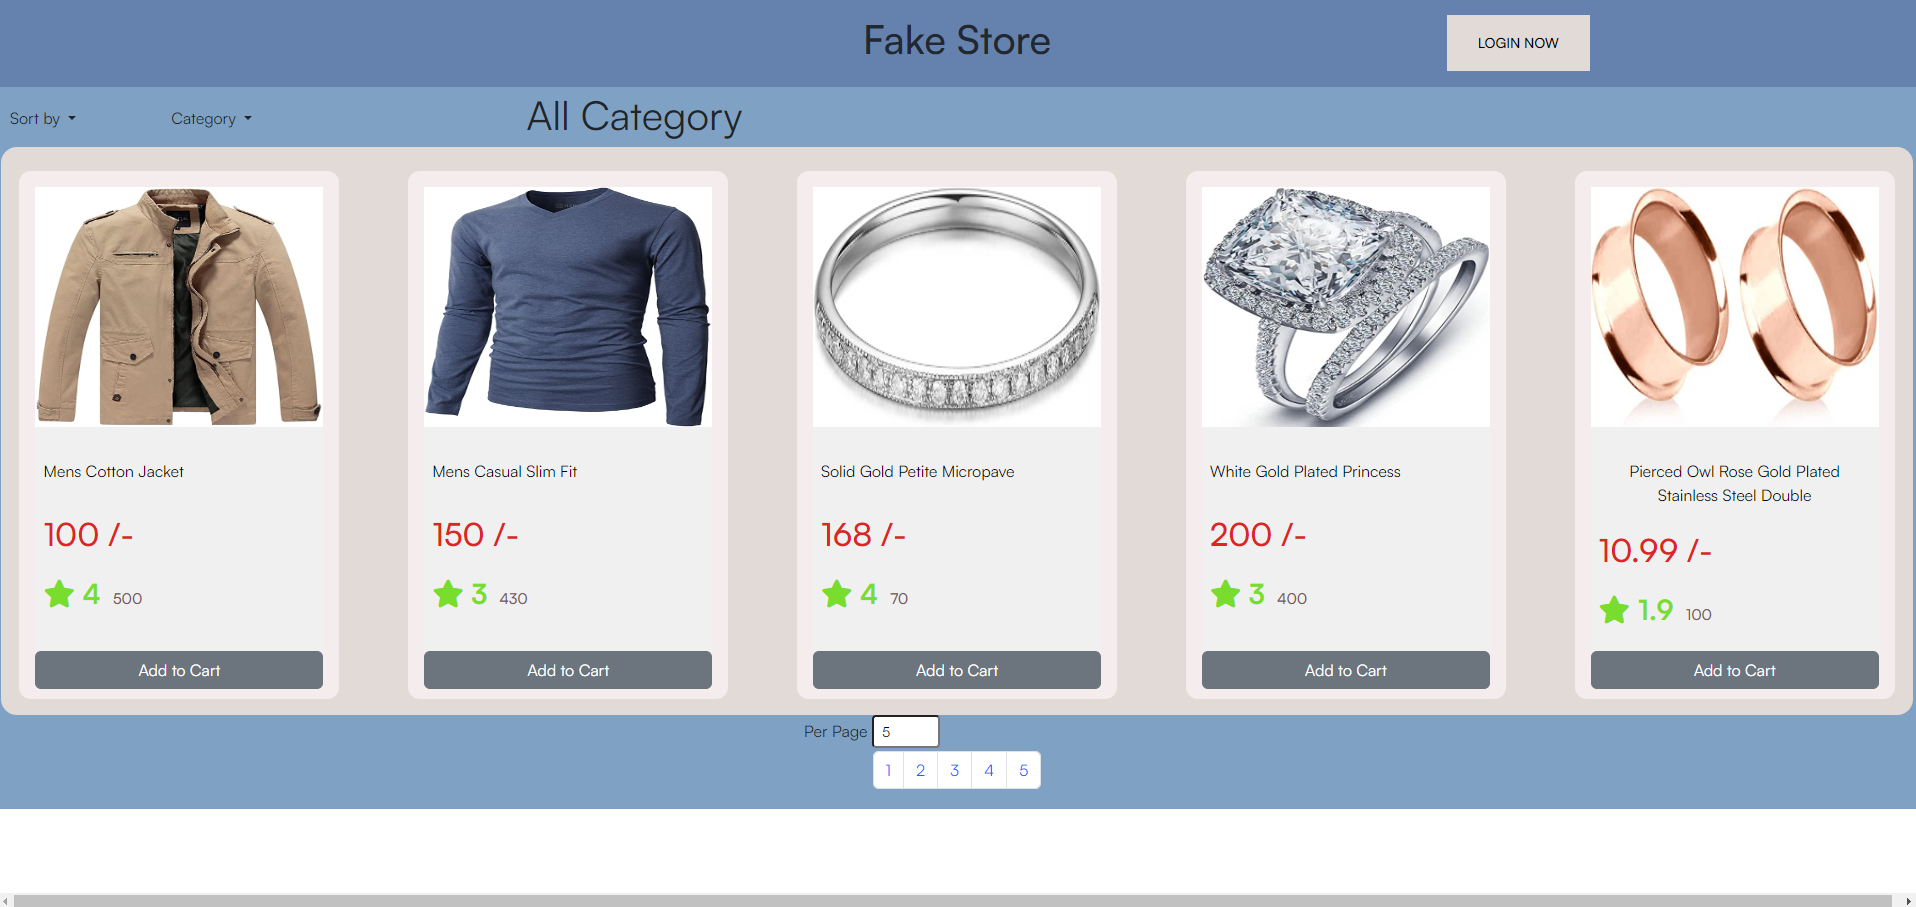 Fake Store
LOGIN NOW
Sort by
Category
All Category
Mens Cotton Jacket
100 /-
4 500
Add to Cart
Mens Casual Slim Fit
150 /-
3 430
Add to Cart
Solid Gold Petite Micropave
168 /-
4 70
Add to Cart
White Gold Plated Princess
200 /-
3 400
Add to Cart
Pierced Owl Rose Gold Plated
Stainless Steel Double
10.99 /-
1.9 100
Add to Cart
Per Page 5
1 2 3 4 5